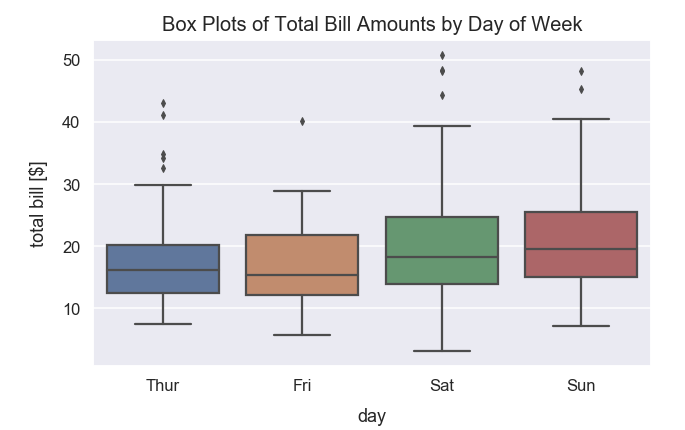 Box Plots of Total Bill Amounts by Day of Week
50
40
30
20
10
total bill [$]
Thur Fri Sat Sun
day